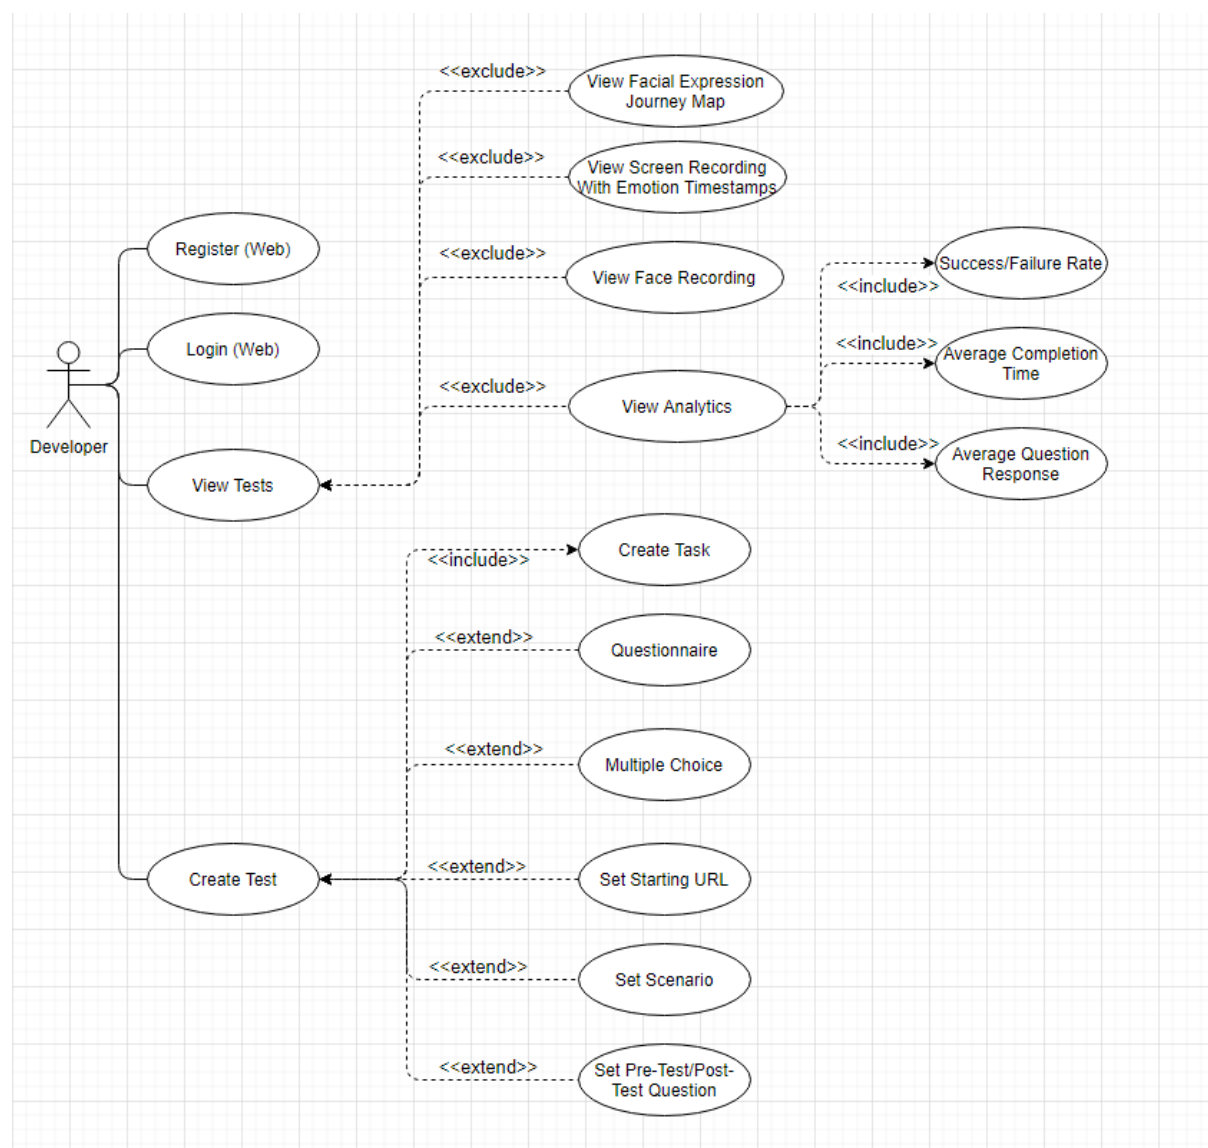 <<exclude>>
View Facial Expression
Journey Map
<<exclude>>
View Screen Recording
With Emotion Timestamps
Register (Web)
<<exclude>>
View Face Recording
Success/Failure Rate
<<include>>
Login (Web)
<<include>>
Average Completion
Time
Developer
<<exclude>>
View Analytics
<<include>>
Average Question
Response
View Tests
<<include>>
Create Task
<<extend>>
Questionnaire
<<extend>>
Multiple Choice
Create Test
<<extend>>
Set Starting URL
<<extend>>
Set Scenario
<<extend>>
Set Pre-Test/Post-
Test Question